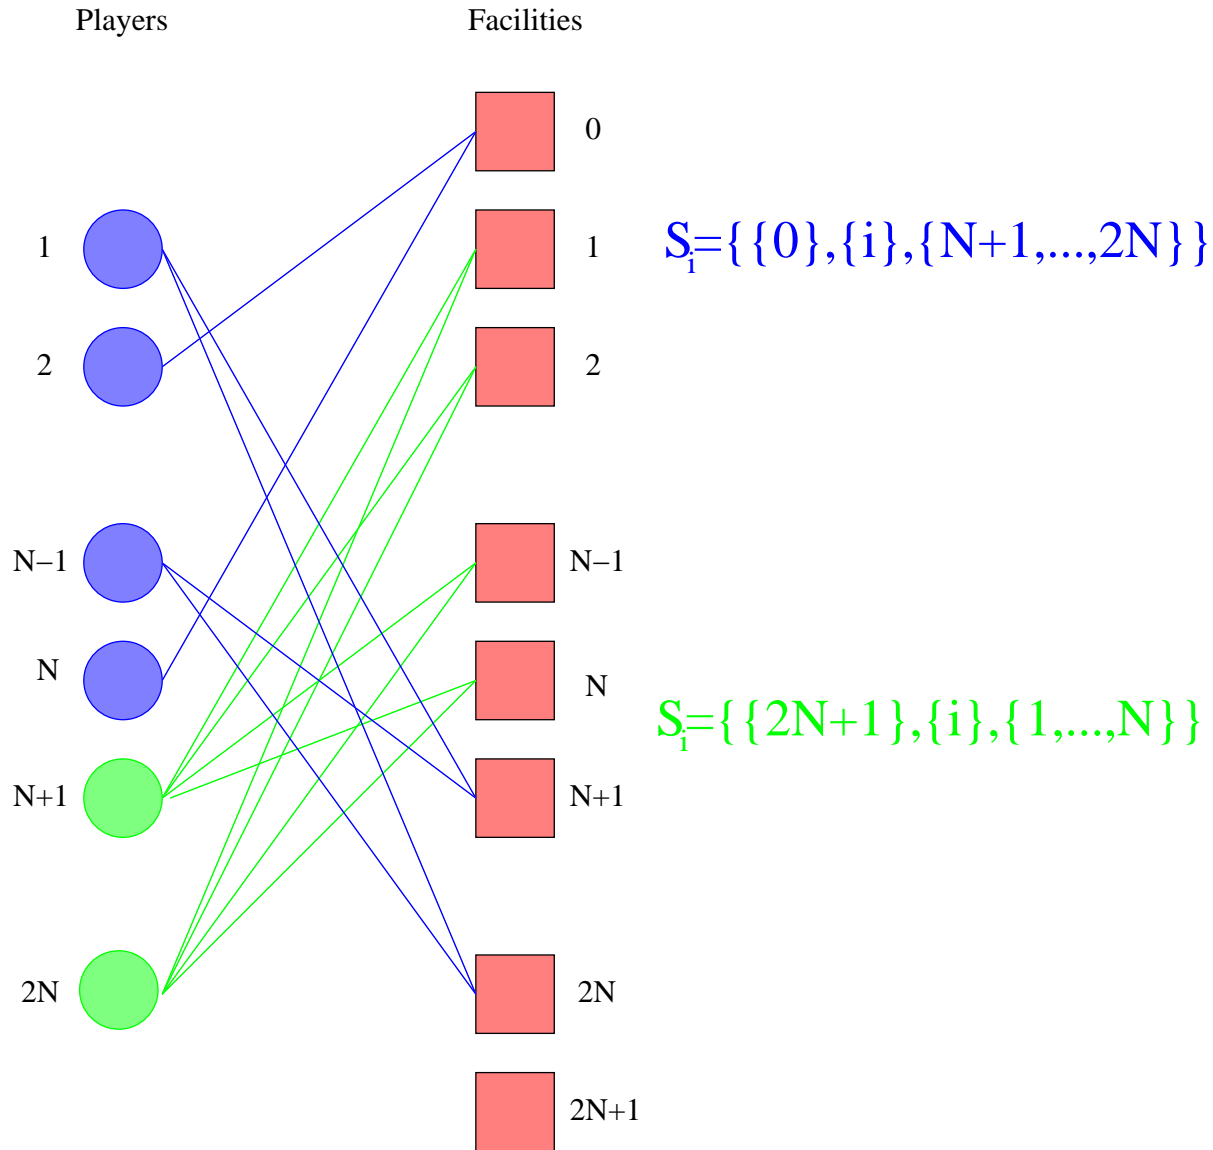 Players Facilities
0
1 1 S_i={{0},{i},{N+1,...,2N}}
2 2
N−1 N−1
N N
S_i={{2N+1},{i},{1,...,N}}
N+1 N+1
2N 2N
2N+1